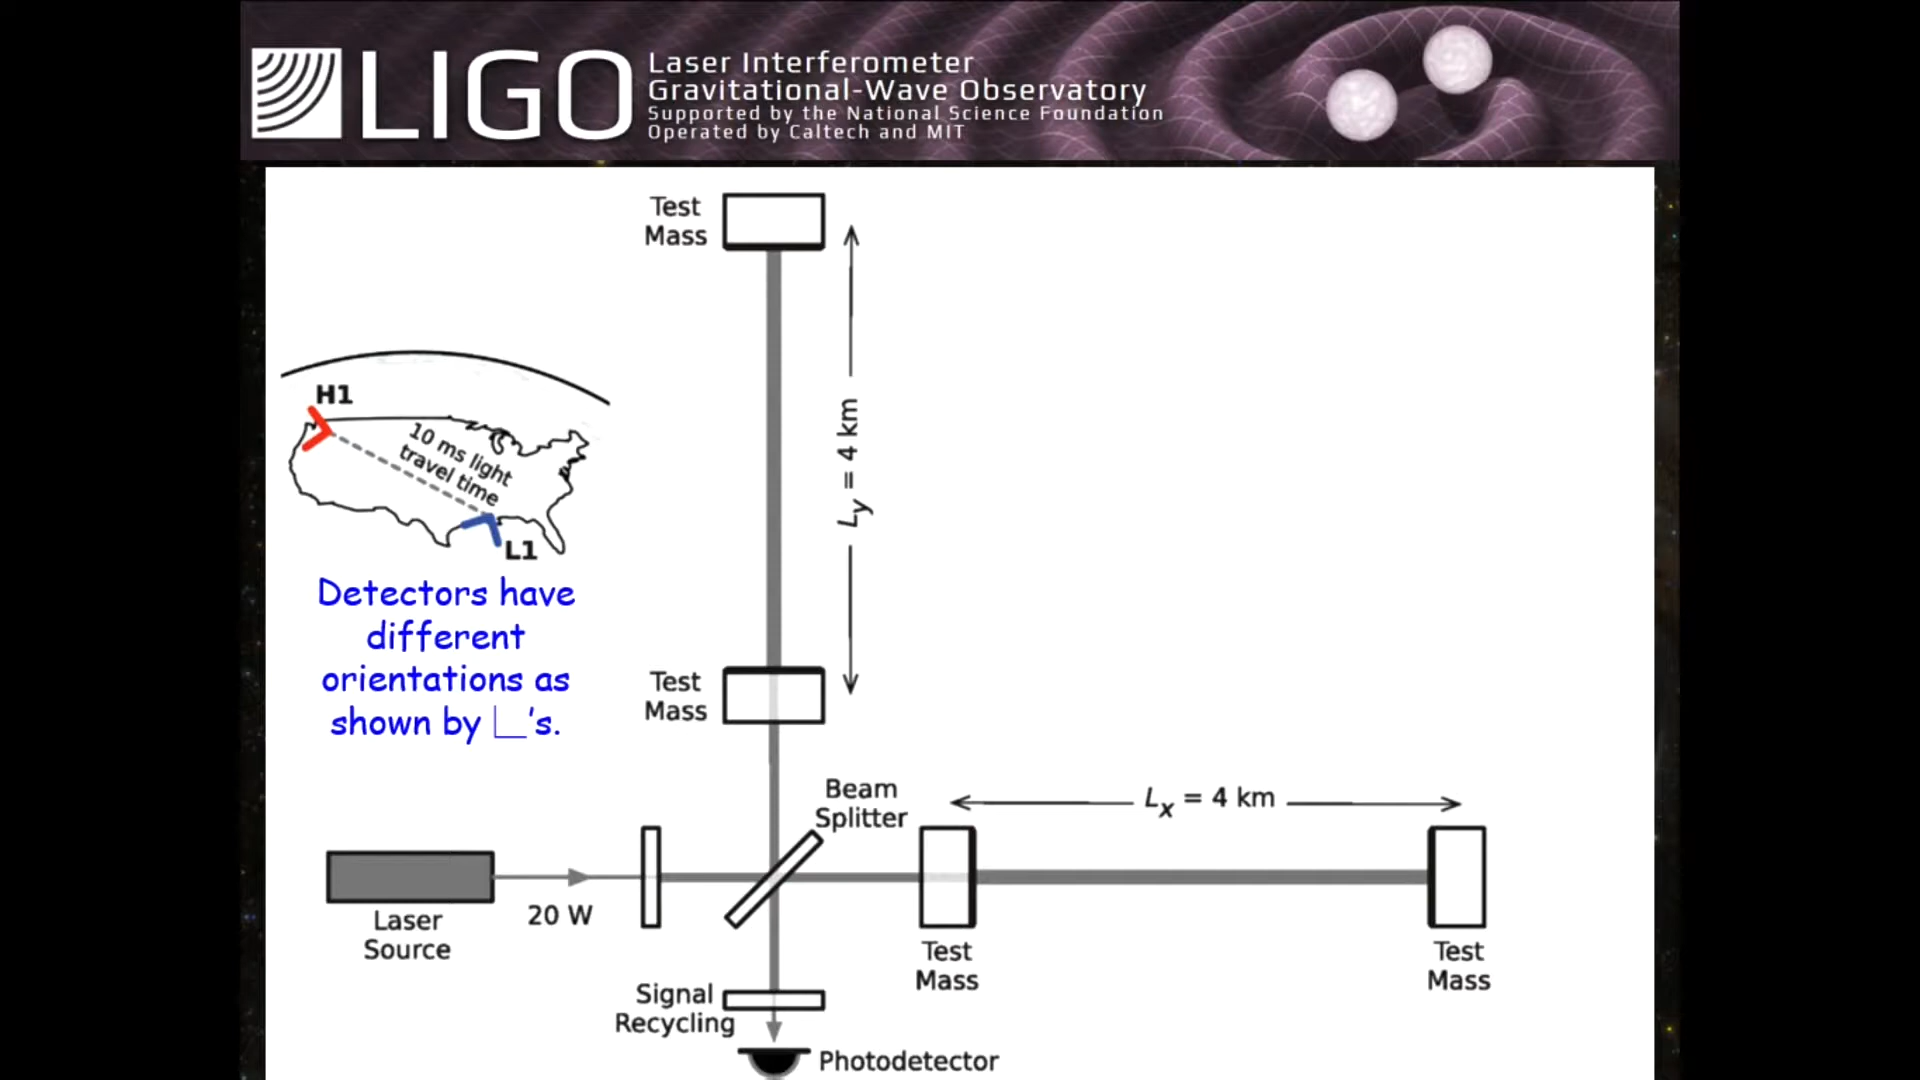 LIGO
Laser Interferometer
Gravitational-Wave Observatory
Supported by the National Science Foundation
Operated by Caltech and MIT
Test
Mass
H1
10 ms light
travel time
L1
Ly = 4 km
Detectors have
different
orientations as
shown by ∟'s.
Test
Mass
Beam
Splitter
Lx = 4 km
Laser
Source
20 W
Test
Mass
Test
Mass
Signal
Recycling
Photodetector